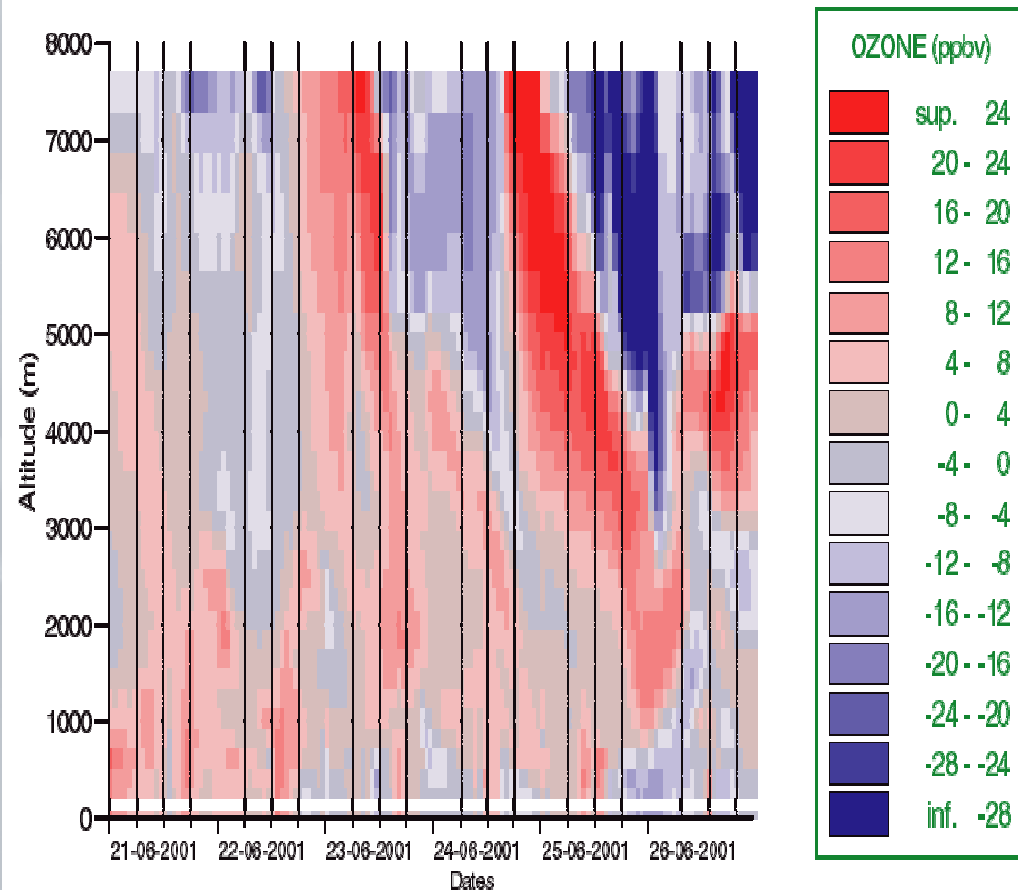 8000
7000
6000
5000
4000
3000
2000
1000
0
Altitude (m)
21-06-2001 22-06-2001 23-06-2001 24-06-2001 25-06-2001 26-06-2001
Dates
OZONE (ppbv)
sup. 24
20 - 24
16 - 20
12 - 16
8 - 12
4 - 8
0 - 4
-4 - 0
-8 - -4
-12 - -8
-16 - -12
-20 - -16
-24 - -20
-28 - -24
inf. -28